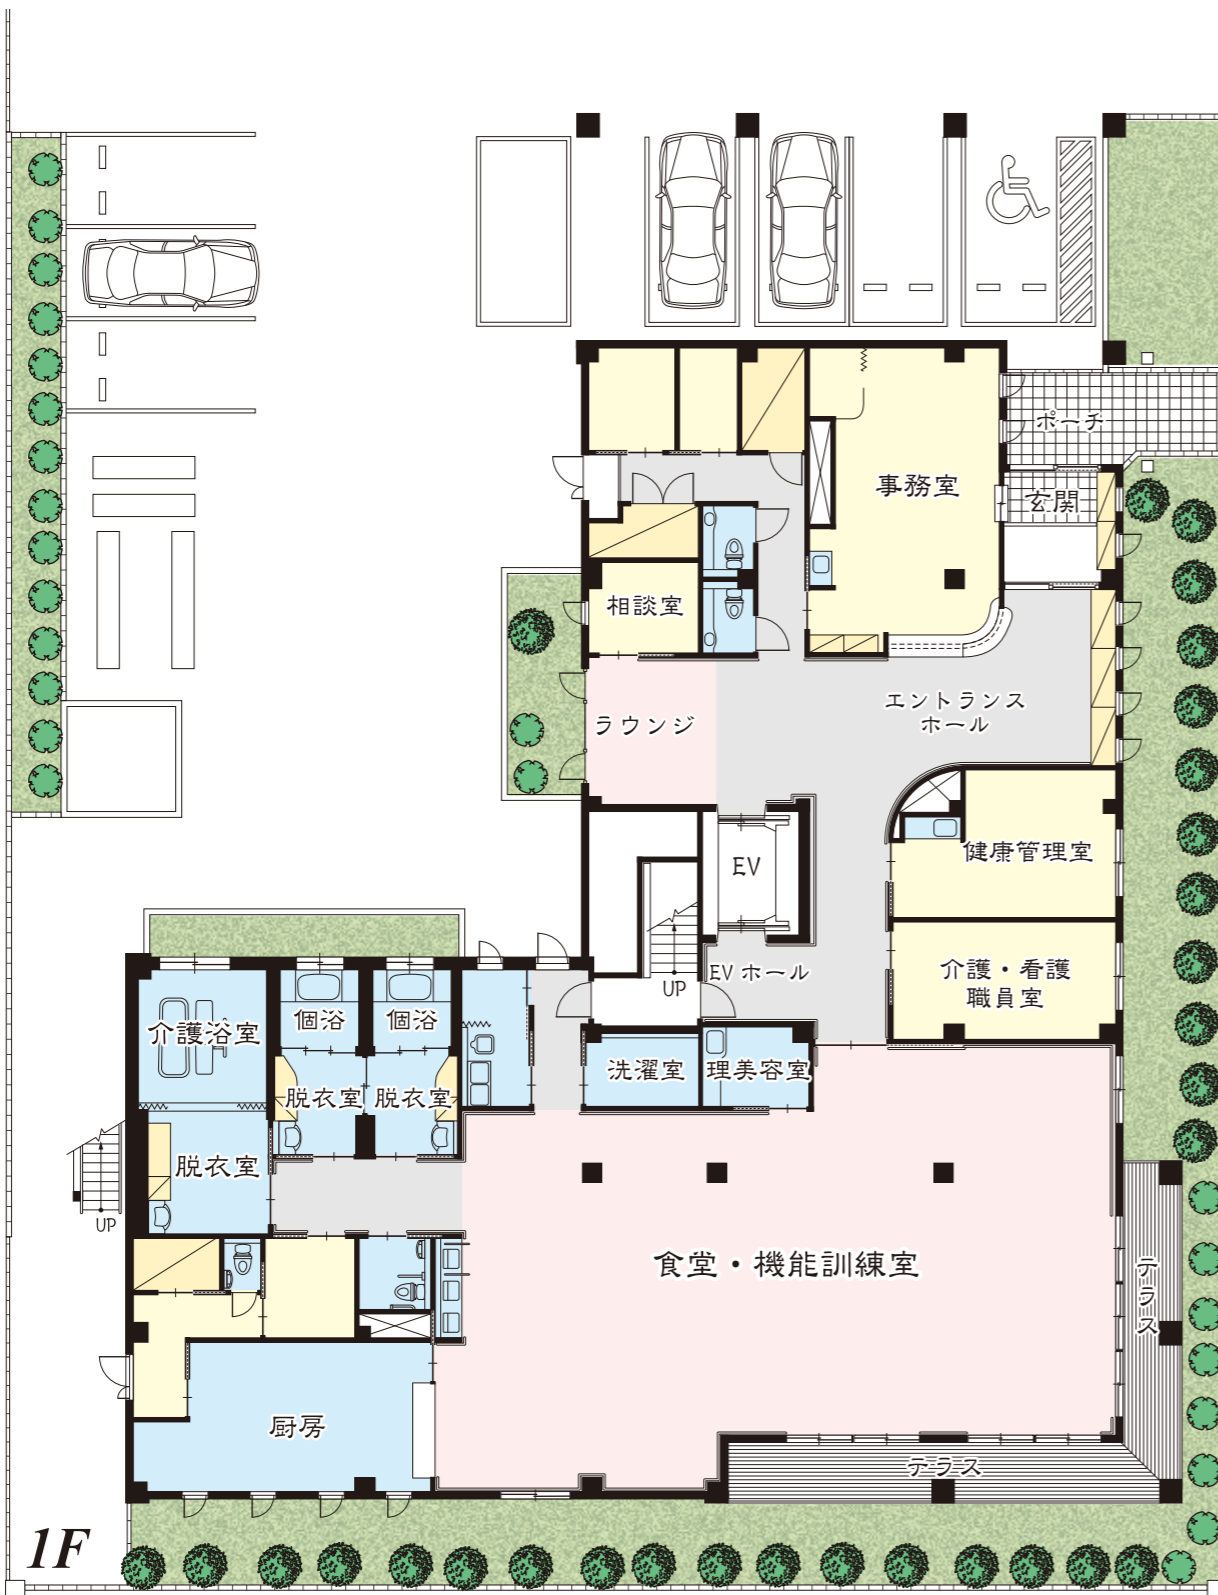 ポーチ
事務室
玄関
相談室
エントランス
ホール
ラウンジ
健康管理室
EV
介護・看護
職員室
EVホール
UP
介護浴室
個浴
個浴
洗濯室
理美容室
脱衣室
脱衣室
脱衣室
UP
食堂・機能訓練室
テラス
厨房
テラス
1F